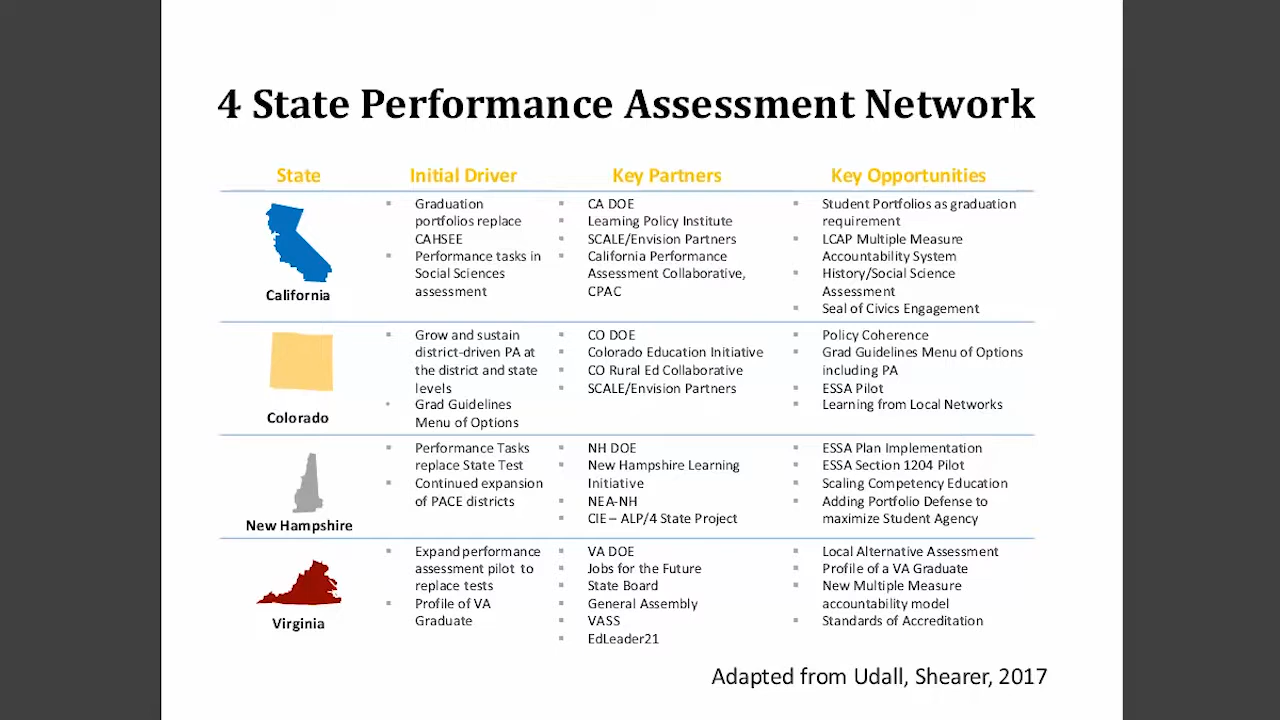 4 State Performance Assessment Network
State Initial Driver Key Partners Key Opportunities
California
Graduation
portfolios replace
CAHSEE
Performance tasks in
Social Sciences
assessment
CA DOE
Learning Policy Institute
SCALE/Envision Partners
California Performance
Assessment Collaborative,
CPAC
Student Portfolios as graduation
requirement
LCAP Multiple Measure
Accountability System
History/Social Science
Assessment
Seal of Civics Engagement
Colorado
Grow and sustain
district-driven PA at
the district and state
levels
Grad Guidelines
Menu of Options
CO DOE
Colorado Education Initiative
CO Rural Ed Collaborative
SCALE/Envision Partners
Policy Coherence
Grad Guidelines Menu of Options
including PA
ESSA Pilot
Learning from Local Networks
New Hampshire
Performance Tasks
replace State Test
Continued expansion
of PACE districts
NH DOE
New Hampshire Learning
Initiative
NEA-NH
CIE – ALP/4 State Project
ESSA Plan Implementation
ESSA Section 1204 Pilot
Scaling Competency Education
Adding Portfolio Defense to
maximize Student Agency
Virginia
Expand performance
assessment pilot to
replace tests
Profile of VA
Graduate
VA DOE
Jobs for the Future
State Board
General Assembly
VASS
EdLeader21
Local Alternative Assessment
Profile of a VA Graduate
New Multiple Measure
accountability model
Standards of Accreditation
Adapted from Udall, Shearer, 2017